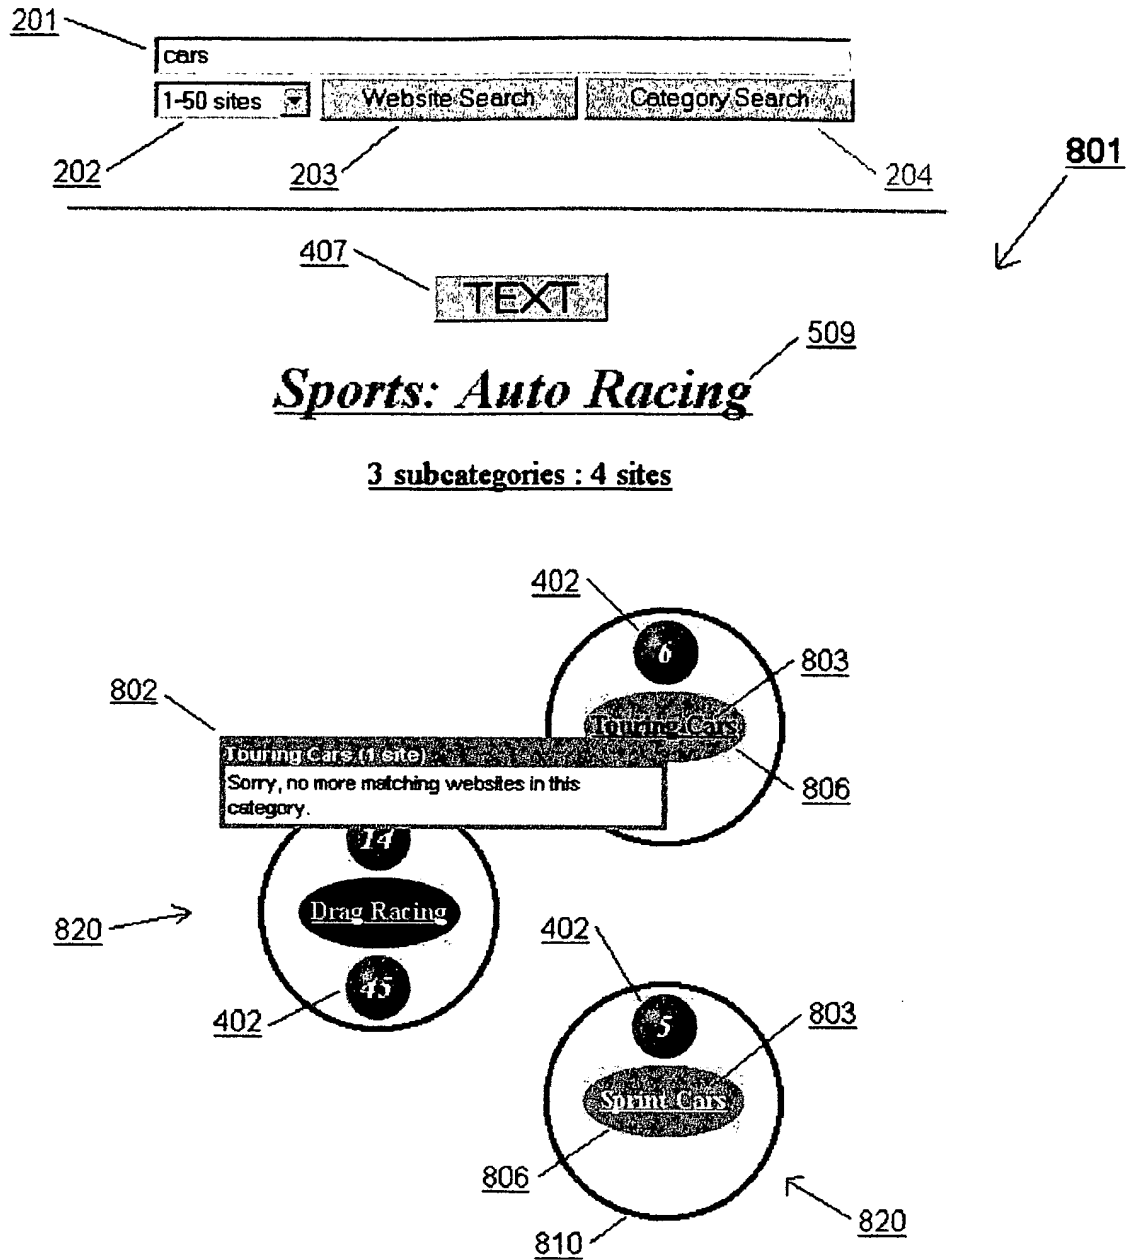 201
cars
1-50 sites Website Search Category Search
202 203 204 801
407
TEXT
509
Sports: Auto Racing
3 subcategories : 4 sites
402
6
803
802
Touring Cars
Touring Cars (1 site)
Sorry, no more matching websites in this
category.
806
14
Drag Racing
820
402
45
402
5
803
Sprint Cars
806
820
810